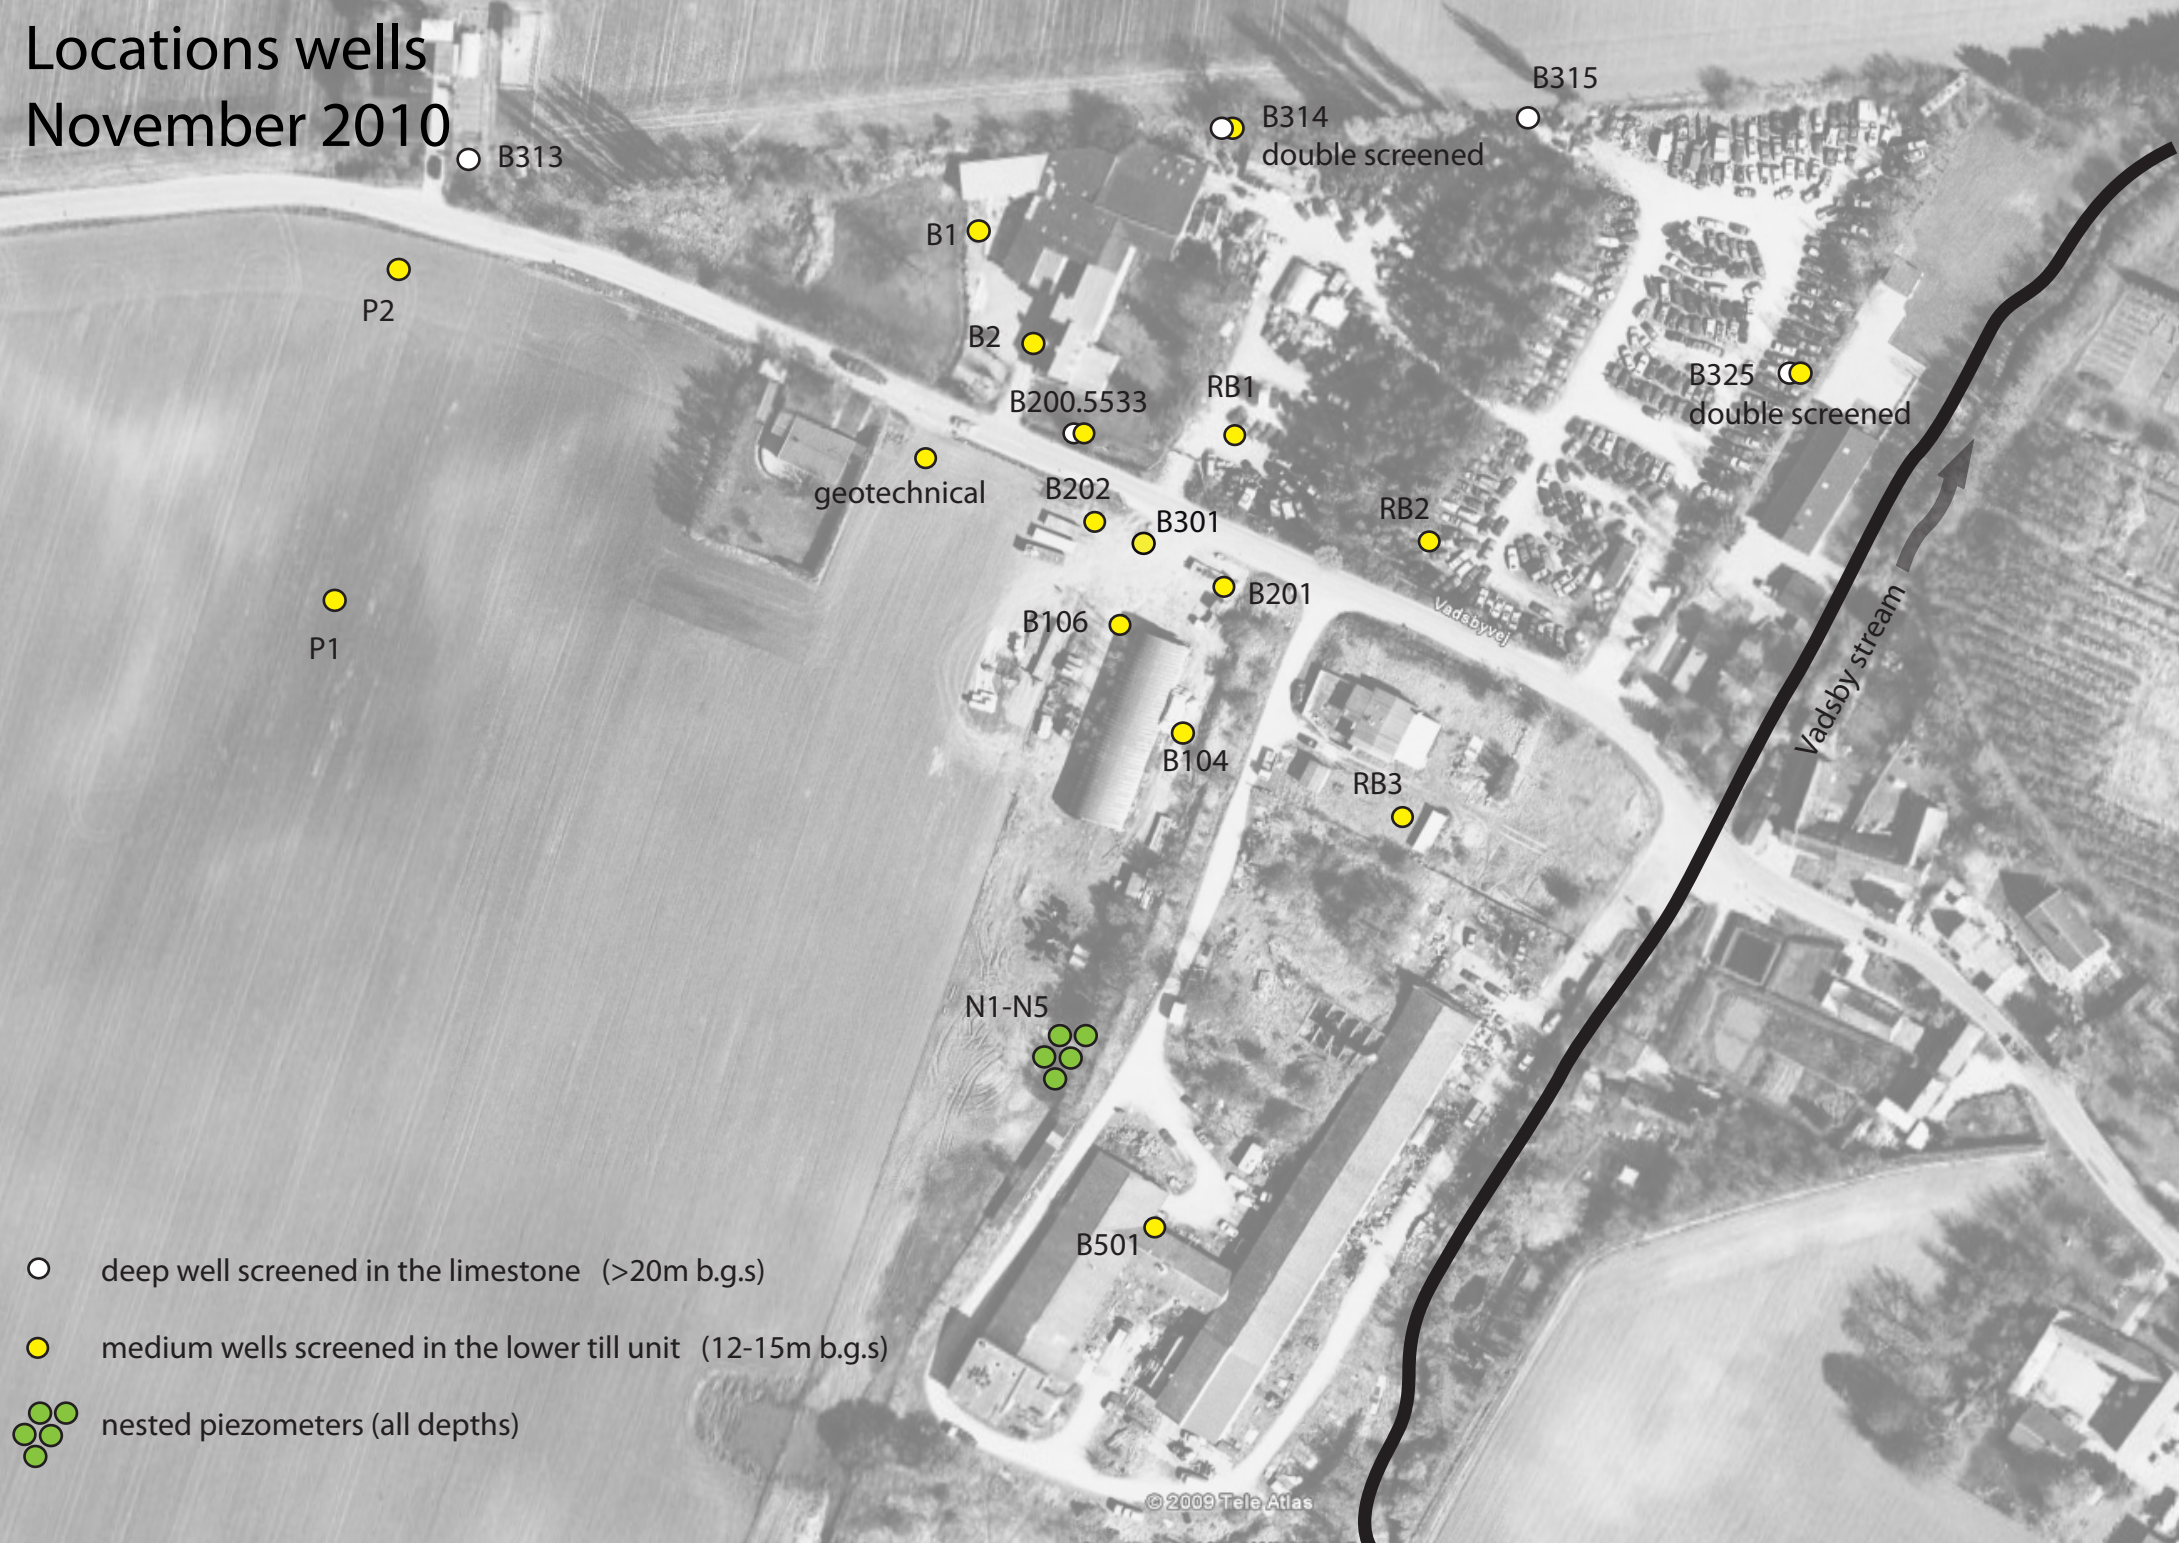 Locations wells
November 2010
B313
B314
double screened
B315
B1
P2
B2
B200.5533
RB1
B325
double screened
geotechnical
B202
B301
RB2
B201
B106
Vadsbyvej
P1
Vadsby stream
B104
RB3
N1-N5
B501
deep well screened in the limestone (>20m b.g.s)
medium wells screened in the lower till unit (12-15m b.g.s)
nested piezometers (all depths)
© 2009 Tele Atlas